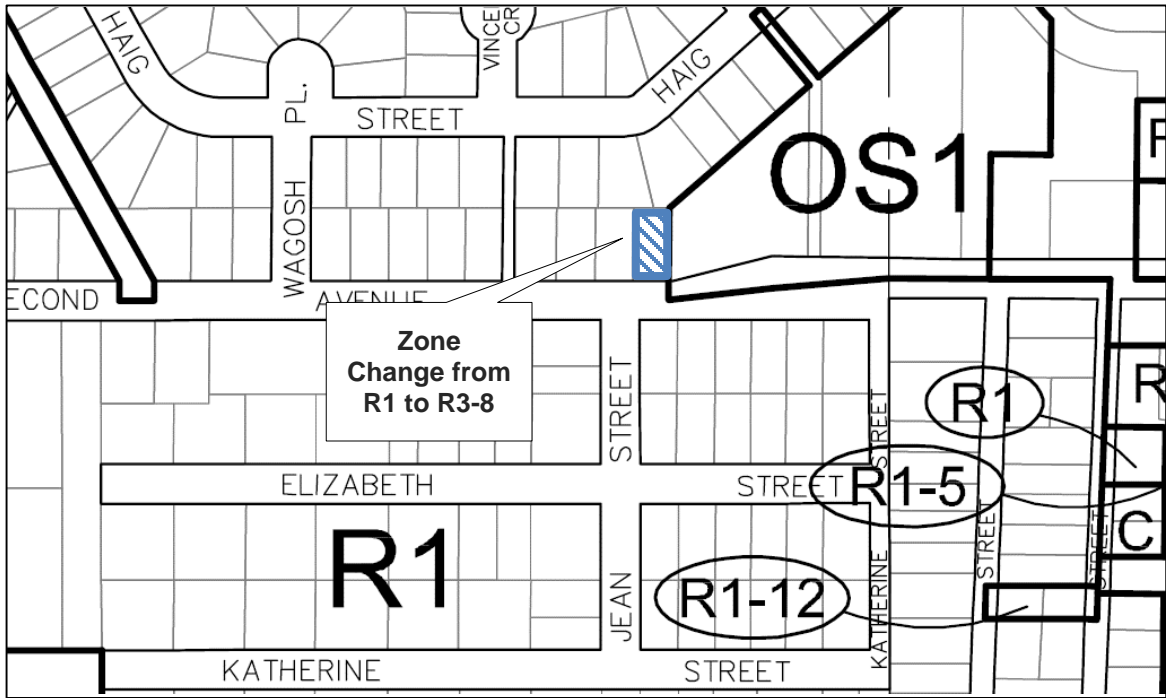 HAIG
VINCE
CR
HAIG
STREET
PL.
WAGOSH
OS1
ECOND
AVENUE
Zone
Change from
R1 to R3-8
STREET
STREET
R1
R
ELIZABETH
STREET
R1-5
R1
STREET
STREET
C
JEAN
R1-12
KATHERINE
KATHERINE
STREET